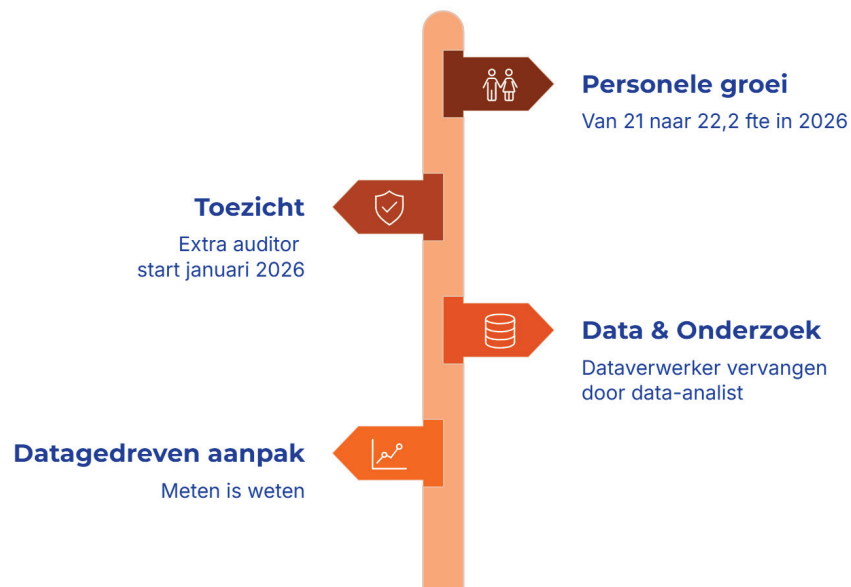 Personele groei
Van 21 naar 22,2 fte in 2026
Toezicht
Extra auditor
start januari 2026
Data & Onderzoek
Dataverwerker vervangen
door data-analist
Datagedreven aanpak
Meten is weten